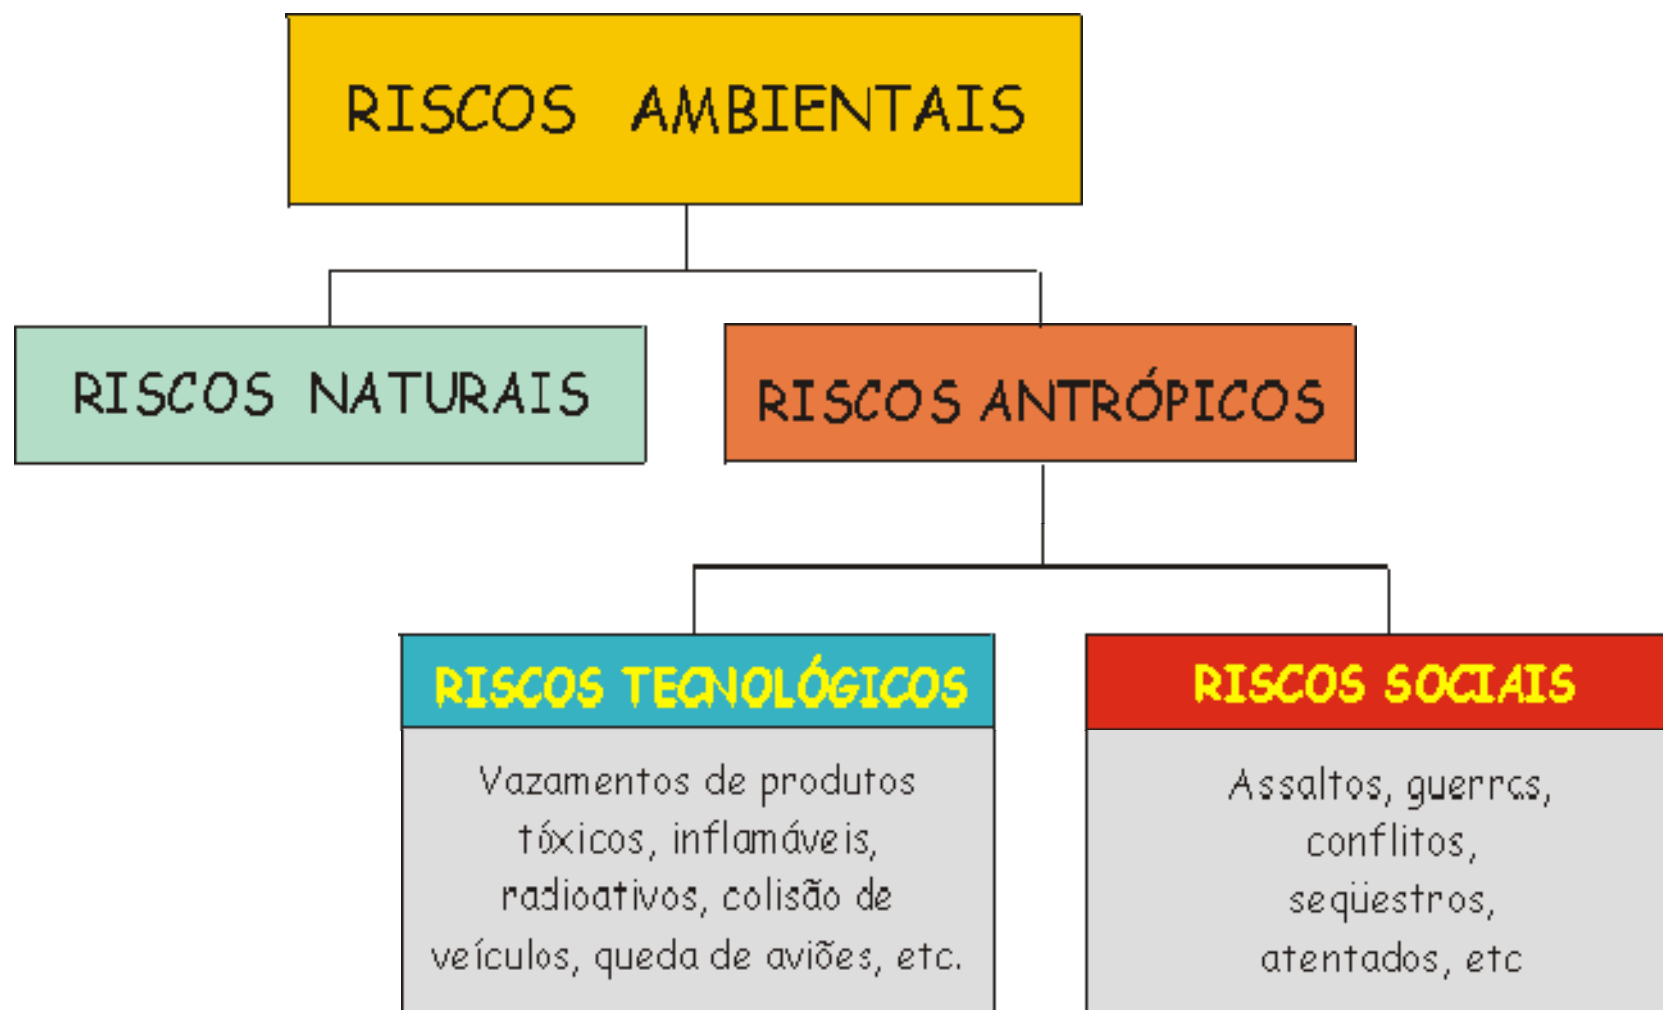 RISCOS AMBIENTAIS
RISCOS NATURAIS
RISCOS ANTRÓPICOS
RISCOS TECNOLÓGICOS
Vazamentos de produtos
tóxicos, inflamáveis,
radioativos, colisão de
veículos, queda de aviões, etc.
RISCOS SOCIAIS
Assaltos, guerras,
conflitos,
seqüestros,
atentados, etc